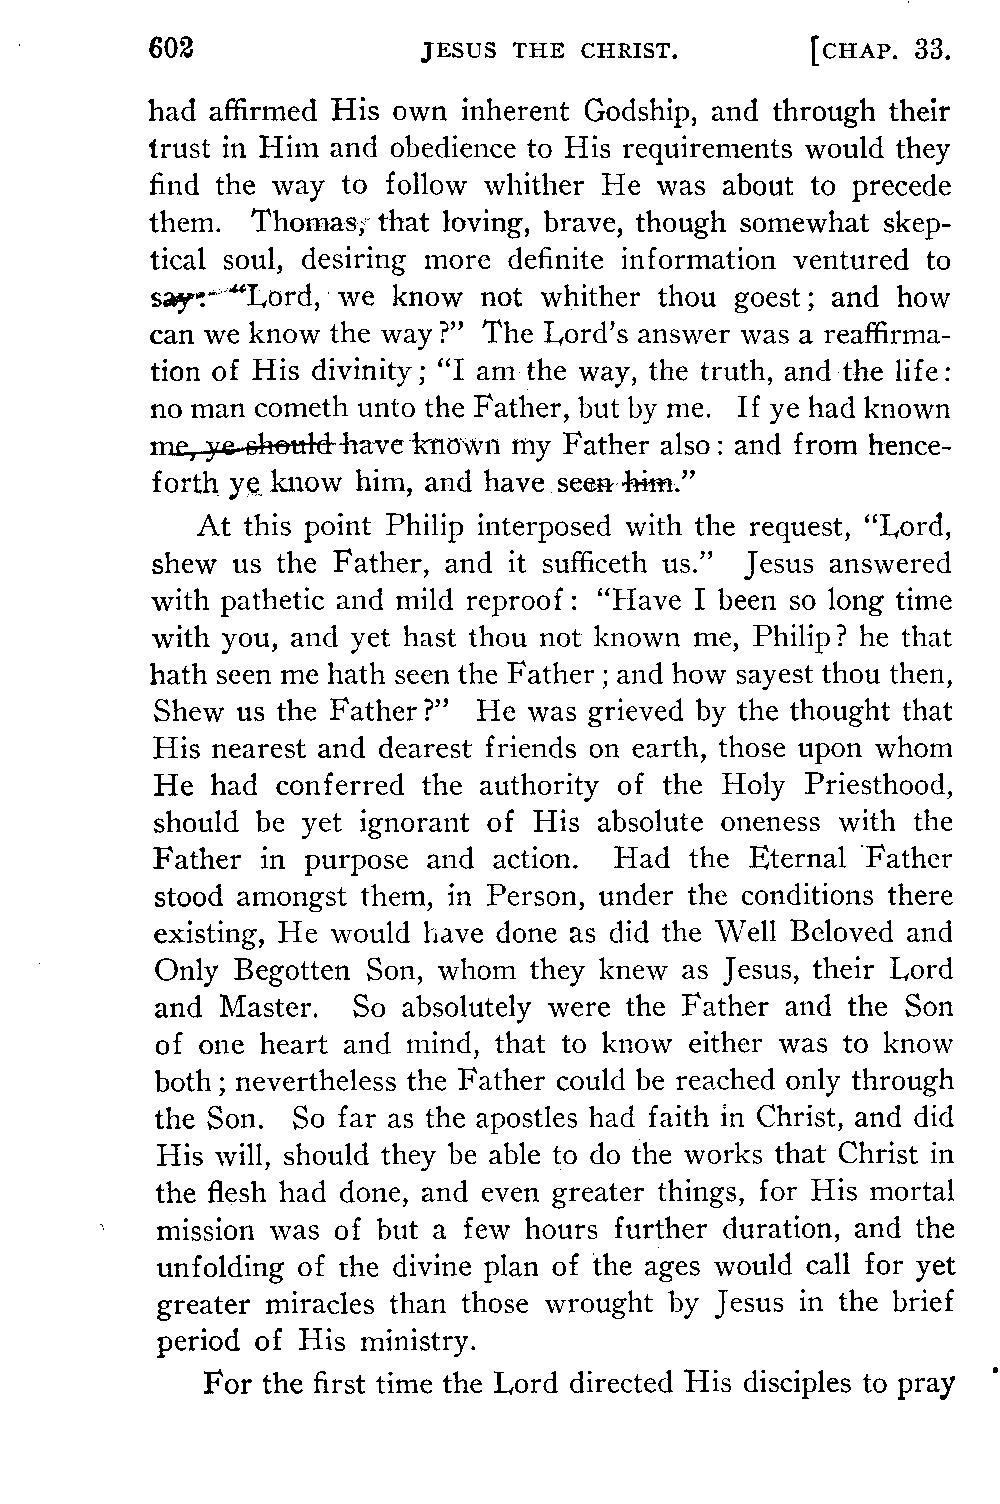 602 JESUS THE CHRIST. [CHAP. 33.
had affirmed His own inherent Godship, and through their
trust in Him and obedience to His requirements would they
find the way to follow whither He was about to precede
them. Thomas, that loving, brave, though somewhat skep-
tical soul, desiring more definite information ventured to
say: "Lord, we know not whither thou goest; and how
can we know the way?" The Lord's answer was a reaffirma-
tion of His divinity; "I am the way, the truth, and the life:
no man cometh unto the Father, but by me. If ye had known
me, ye should have known my Father also: and from hence-
forth ye know him, and have seen him."
At this point Philip interposed with the request, "Lord,
shew us the Father, and it sufficeth us." Jesus answered
with pathetic and mild reproof: "Have I been so long time
with you, and yet hast thou not known me, Philip? he that
hath seen me hath seen the Father; and how sayest thou then,
Shew us the Father?" He was grieved by the thought that
His nearest and dearest friends on earth, those upon whom
He had conferred the authority of the Holy Priesthood,
should be yet ignorant of His absolute oneness with the
Father in purpose and action. Had the Eternal Father
stood amongst them, in Person, under the conditions there
existing, He would have done as did the Well Beloved and
Only Begotten Son, whom they knew as Jesus, their Lord
and Master. So absolutely were the Father and the Son
of one heart and mind, that to know either was to know
both; nevertheless the Father could be reached only through
the Son. So far as the apostles had faith in Christ, and did
His will, should they be able to do the works that Christ in
the flesh had done, and even greater things, for His mortal
mission was of but a few hours further duration, and the
unfolding of the divine plan of the ages would call for yet
greater miracles than those wrought by Jesus in the brief
period of His ministry.
For the first time the Lord directed His disciples to pray